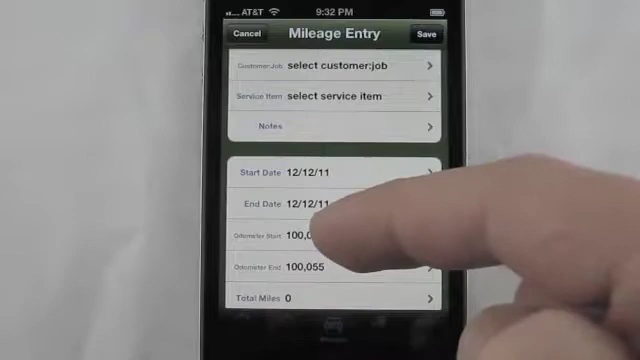 AT&T 9:32 PM
Cancel Mileage Entry Save
Customer:Job select customer:job
Service Item select service item
Notes
Start Date 12/12/11
End Date 12/12/11
Odometer Start
Odometer End 100,055
Total Miles 0